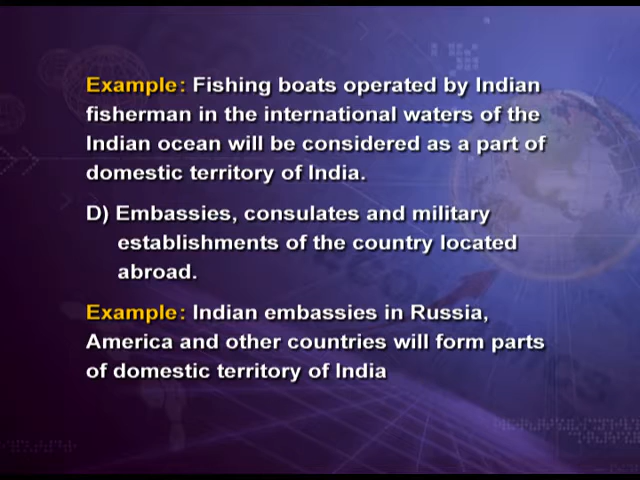 Example: Fishing boats operated by Indian
fisherman in the international waters of the
Indian ocean will be considered as a part of
domestic territory of India.
D) Embassies, consulates and military
establishments of the country located
abroad.
Example: Indian embassies in Russia,
America and other countries will form parts
of domestic territory of India